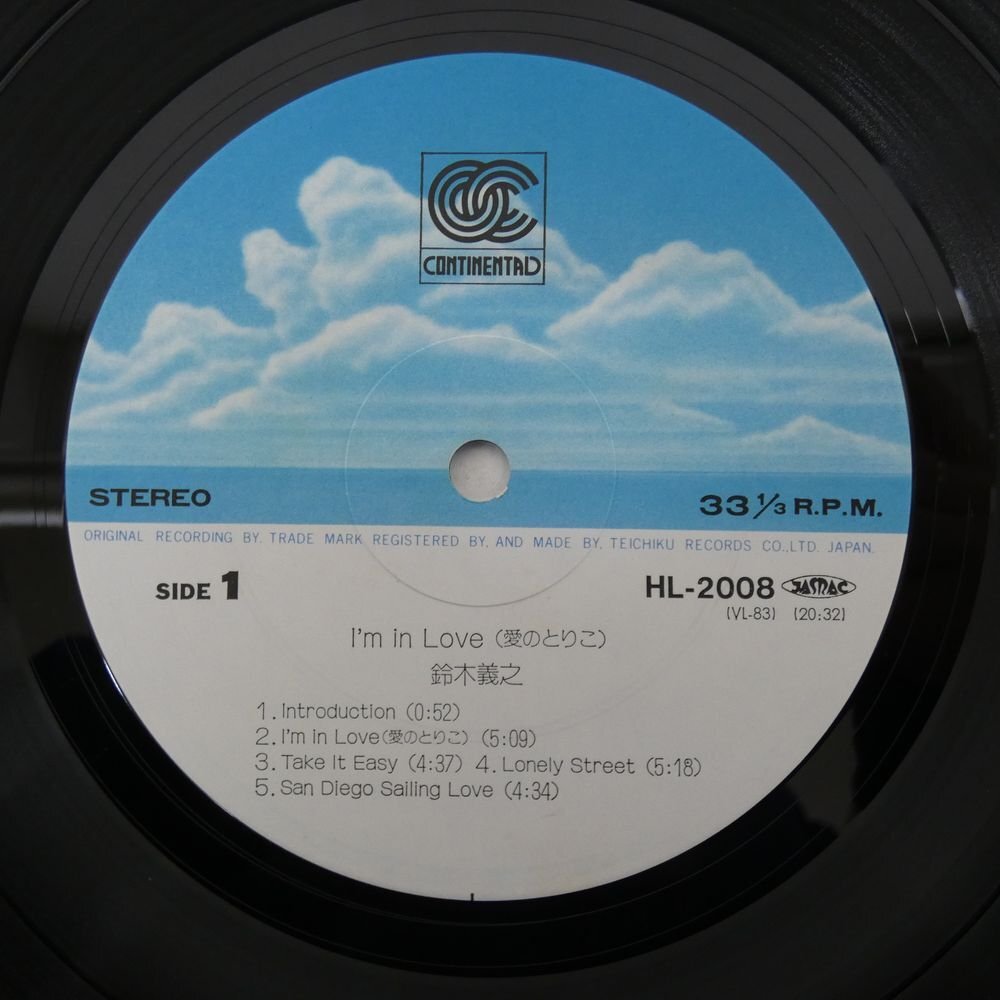 CONTINENTAL
STEREO
33 1/3 R.P.M.
ORIGINAL RECORDING BY. TRADE MARK REGISTERED BY. AND MADE BY. TEICHIKU RECORDS CO.,LTD. JAPAN.
SIDE 1
HL-2008 JASRAC
(VL-83) (20:32)
I'm in Love (愛のとりこ)
鈴木義之
1. Introduction (0:52)
2. I'm in Love(愛のとりこ) (5:09)
3. Take It Easy (4:37) 4. Lonely Street (5:18)
5. San Diego Sailing Love (4:34)